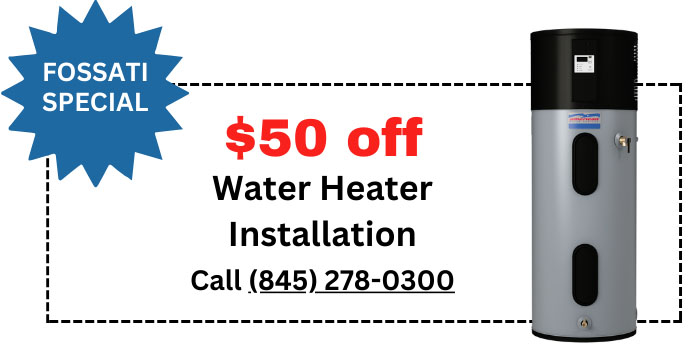 FOSSATI
SPECIAL
$50 off
Water Heater
Installation
Call (845) 278-0300